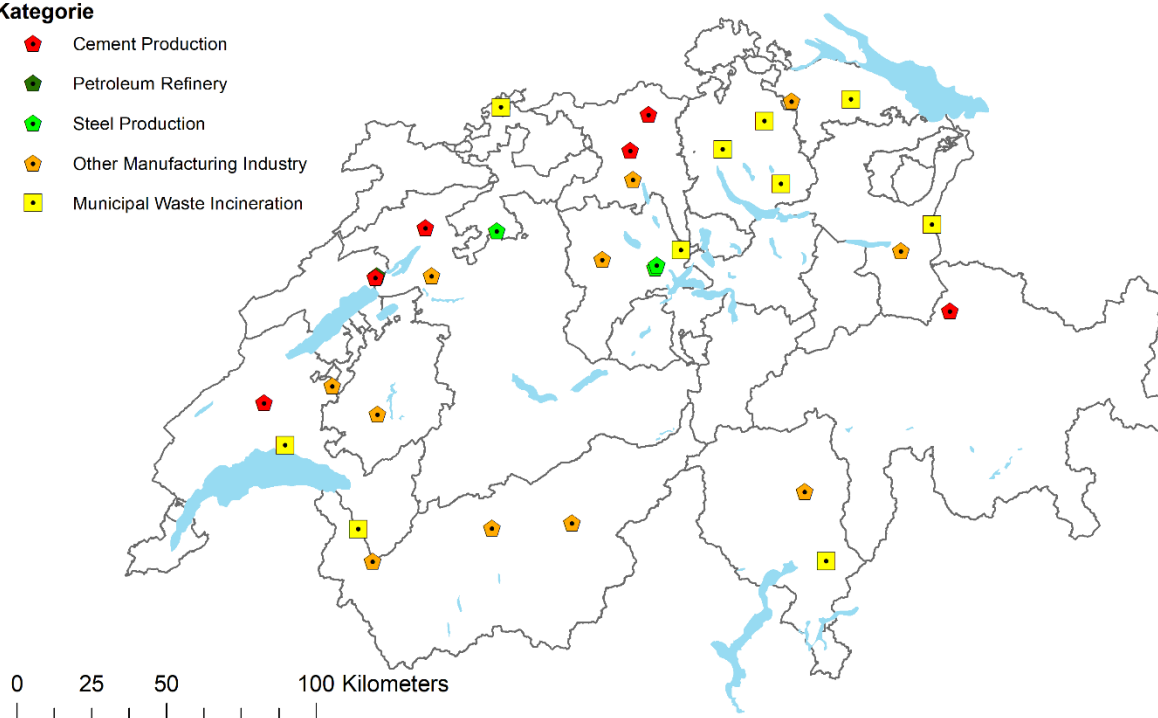 Kategorie
Cement Production
Petroleum Refinery
Steel Production
Other Manufacturing Industry
Municipal Waste Incineration
0 25 50 100 Kilometers